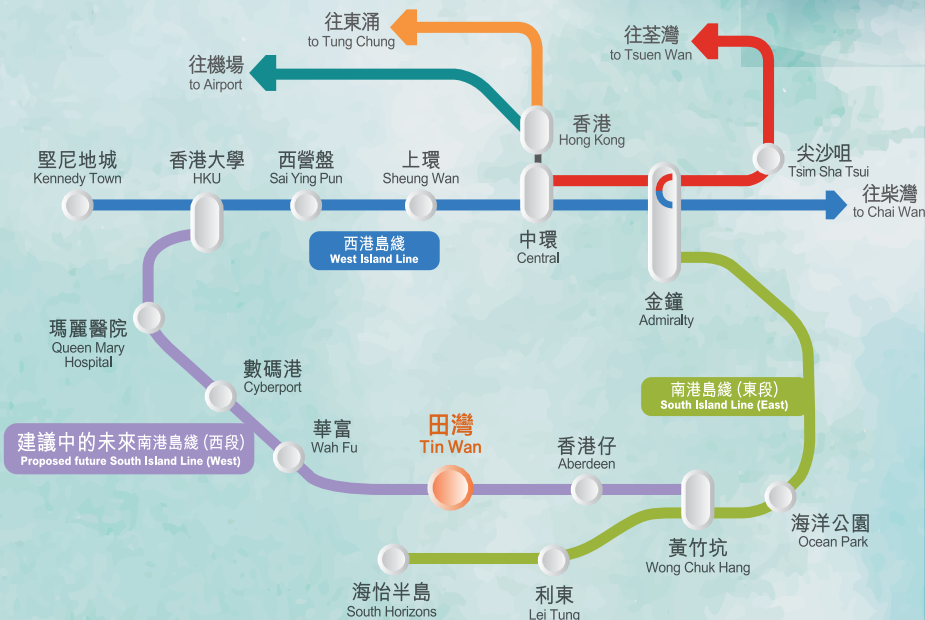 往東涌
to Tung Chung
往荃灣
to Tsuen Wan
往機場
to Airport
香港
Hong Kong
堅尼地城
Kennedy Town
香港大學
HKU
西營盤
Sai Ying Pun
上環
Sheung Wan
尖沙咀
Tsim Sha Tsui
往柴灣
to Chai Wan
西港島綫
West Island Line
中環
Central
金鐘
Admiralty
瑪麗醫院
Queen Mary
Hospital
數碼港
Cyberport
南港島綫 (東段)
South Island Line (East)
建議中的未來南港島綫 (西段)
Proposed future South Island Line (West)
華富
Wah Fu
田灣
Tin Wan
香港仔
Aberdeen
海洋公園
Ocean Park
黃竹坑
Wong Chuk Hang
海怡半島
South Horizons
利東
Lei Tung